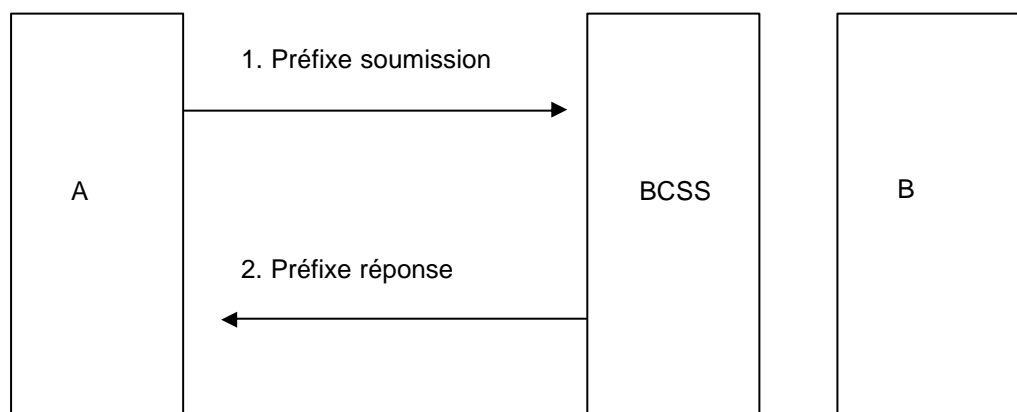 1. Préfixe soumission
A
BCSS
B
2. Préfixe réponse